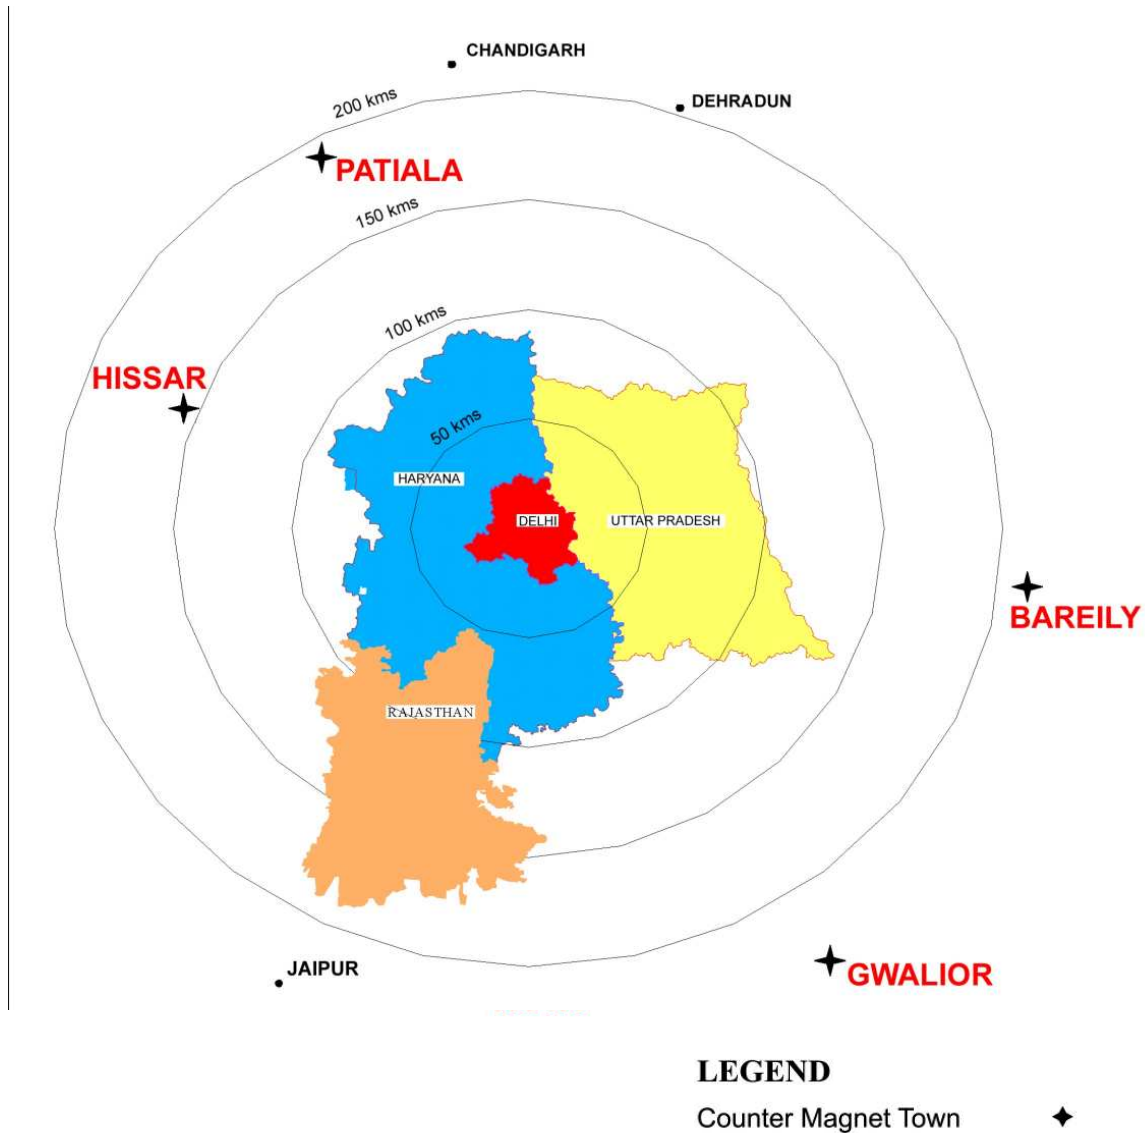 CHANDIGARH
200 kms
DEHRADUN
PATIALA
150 kms
100 kms
HISSAR
50 kms
HARYANA
DELHI
UTTAR PRADESH
BAREILY
RAJASTHAN
JAIPUR
GWALIOR
LEGEND
Counter Magnet Town